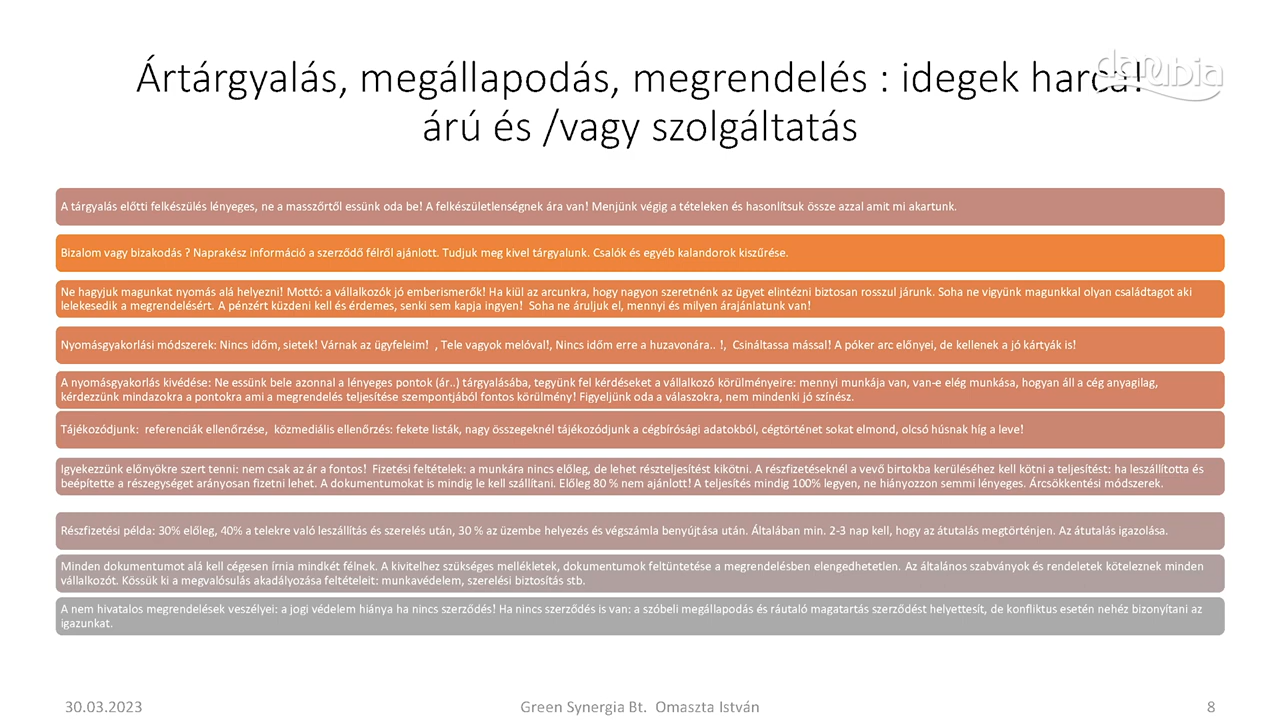 Ártárgyalás, megállapodás, megrendelés : idegek harca!
danubia
árú és /vagy szolgáltatás
A tárgyalás előtti felkészülés lényeges, ne a masszőrtől essünk oda be! A felkészületlenségnek ára van! Menjünk végig a tételeken és hasonlítsuk össze azzal amit mi akartunk.
Bizalom vagy bizakodás ? Naprakész információ a szerződő félről ajánlott. Tudjuk meg kivel tárgyalunk. Csalók és egyéb kalandorok kiszűrése.
Ne hagyjuk magunkat nyomás alá helyezni! Mottó: a vállalkozók jó emberismerők! Ha kiül az arcunkra, hogy nagyon szeretnénk az ügyet elintézni biztosan rosszul járunk. Soha ne vigyünk magunkkal olyan családtagot aki
lelekesedik a megrendelésért. A pénzért küzdeni kell és érdemes, senki sem kapja ingyen! Soha ne áruljuk el, mennyi és milyen árajánlatunk van!
Nyomásgyakorlási módszerek: Nincs időm, sietek! Várnak az ügyfeleim! , Tele vagyok melóval!, Nincs időm erre a huzavonára.. !, Csináltassa mással! A póker arc előnyei, de kellenek a jó kártyák is!
A nyomásgyakorlás kivédése: Ne essünk bele azonnal a lényeges pontok (ár..) tárgyalásába, tegyünk fel kérdéseket a vállalkozó körülményeire: mennyi munkája van, van-e elég munkása, hogyan áll a cég anyagilag,
kérdezzünk mindazokra a pontokra ami a megrendelés teljesítése szempontjából fontos körülmény! Figyeljünk oda a válaszokra, nem mindenki jó színész.
Tájékozódjunk: referenciák ellenőrzése, közmediális ellenőrzés: fekete listák, nagy összegeknél tájékozódjunk a cégbírósági adatokból, cégtörténet sokat elmond, olcsó húsnak híg a leve!
Igyekezzünk előnyökre szert tenni: nem csak az ár a fontos! Fizetési feltételek: a munkára nincs előleg, de lehet részteljesítést kikötni. A részfizetéseknél a vevő birtokba kerüléséhez kell kötni a teljesítést: ha leszállította és
beépítette a részegységet arányosan fizetni lehet. A dokumentumokat is mindig le kell szállítani. Előleg 80 % nem ajánlott! A teljesítés mindig 100% legyen, ne hiányozzon semmi lényeges. Árcsökkentési módszerek.
Részfizetési példa: 30% előleg, 40% a telekre való leszállítás és szerelés után, 30 % az üzembe helyezés és végszámla benyújtása után. Általában min. 2-3 nap kell, hogy az átutalás megtörténjen. Az átutalás igazolása.
Minden dokumentumot alá kell cégesen írnia mindkét félnek. A kivitelhez szükséges mellékletek, dokumentumok feltüntetése a megrendelésben elengedhetetlen. Az általános szabványok és rendeletek köteleznek minden
vállalkozót. Kössük ki a megvalósulás akadályozása feltételeit: munkavédelem, szerelési biztosítás stb.
A nem hivatalos megrendelések veszélyei: a jogi védelem hiánya ha nincs szerződés! Ha nincs szerződés is van: a szóbeli megállapodás és ráutaló magatartás szerződést helyettesít, de konfliktus esetén nehéz bizonyítani az
igazunkat.
30.03.2023
Green Synergia Bt. Omaszta István
8